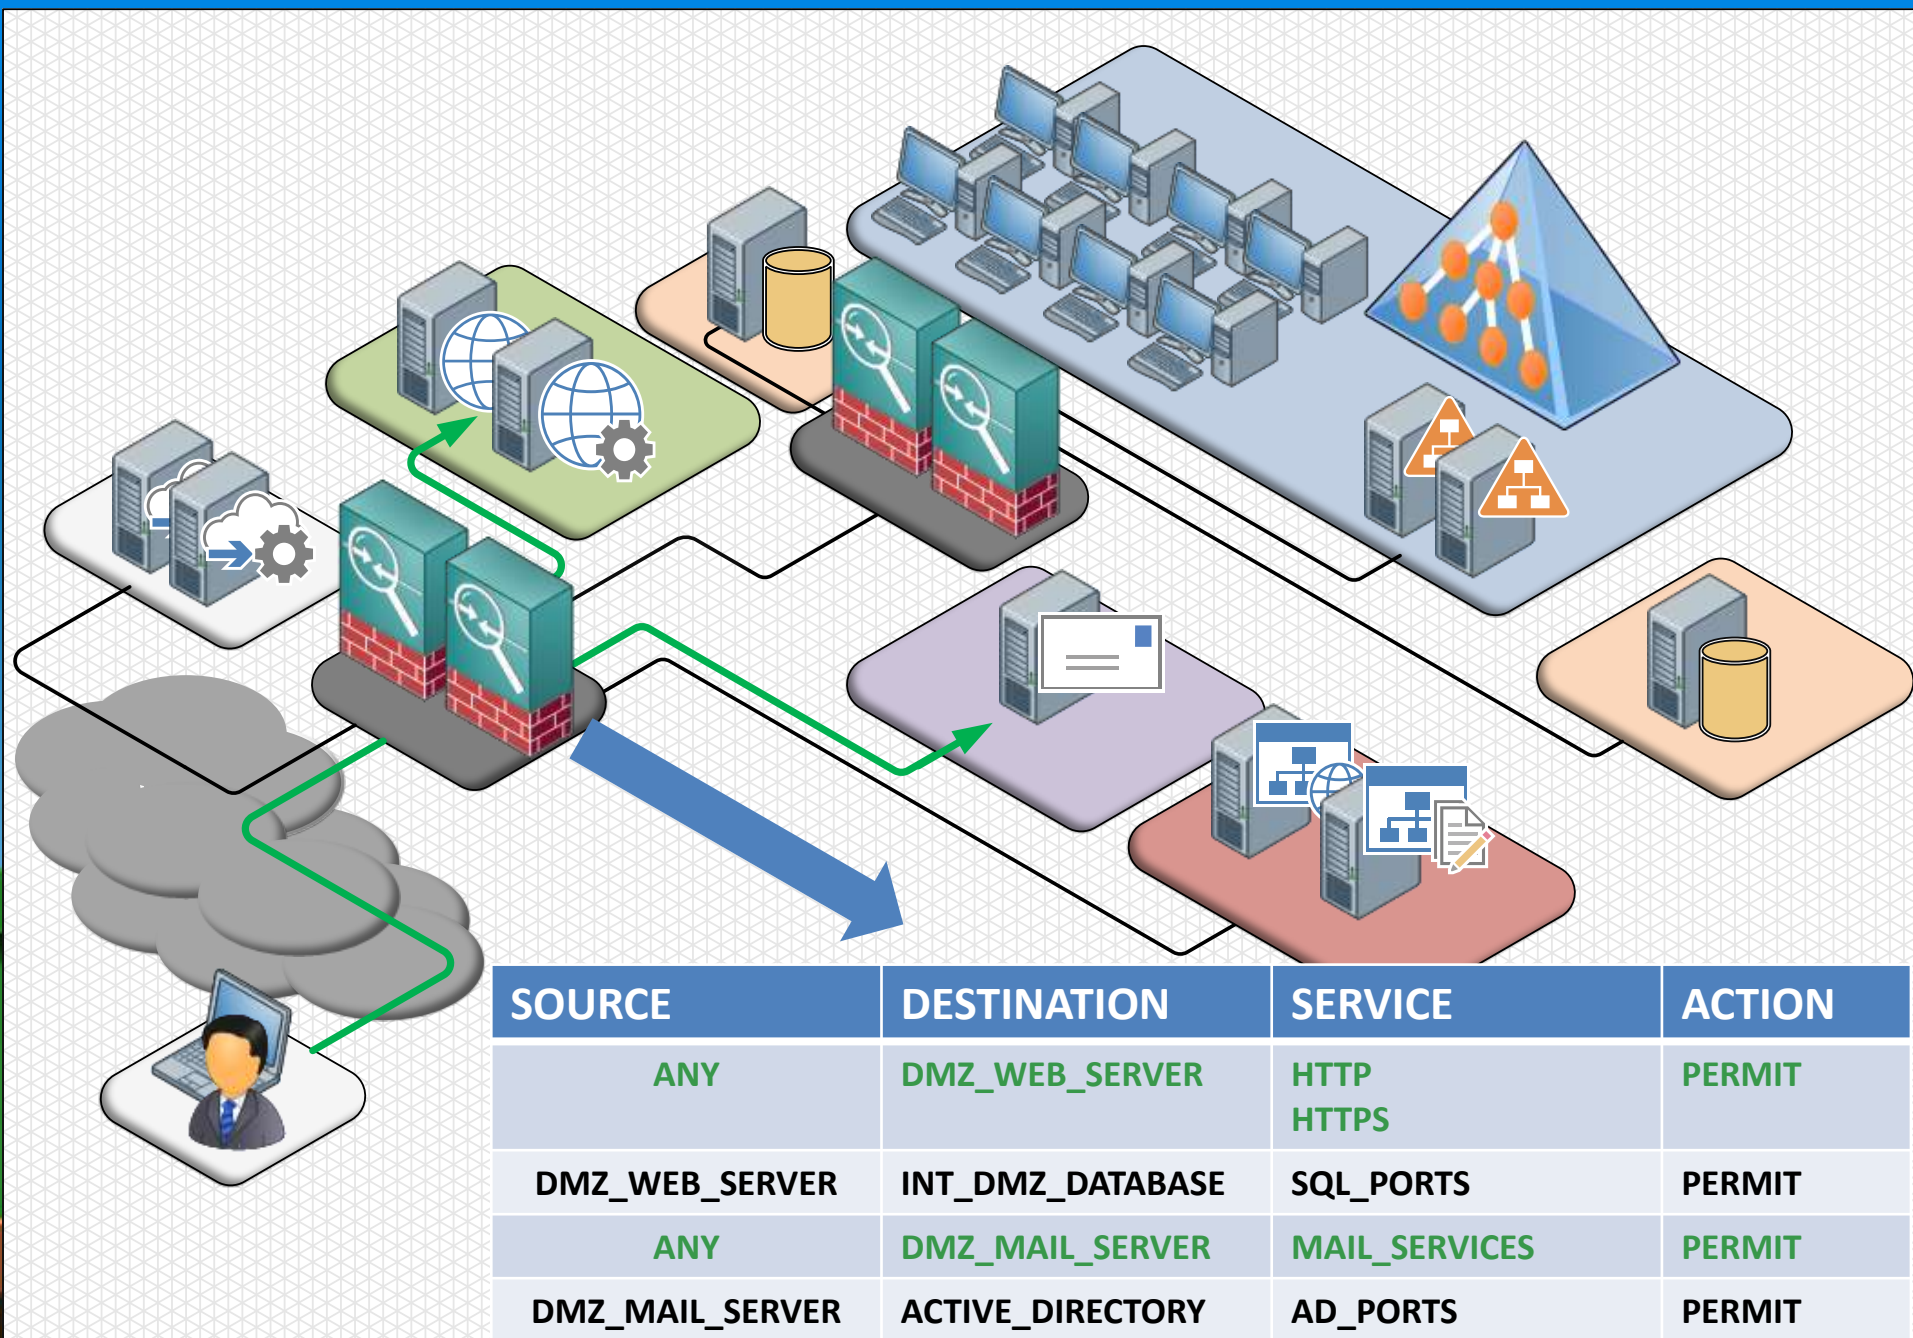 SOURCE DESTINATION SERVICE ACTION
ANY DMZ_WEB_SERVER HTTP PERMIT
HTTPS
DMZ_WEB_SERVER INT_DMZ_DATABASE SQL_PORTS PERMIT
ANY DMZ_MAIL_SERVER MAIL_SERVICES PERMIT
DMZ_MAIL_SERVER ACTIVE_DIRECTORY AD_PORTS PERMIT